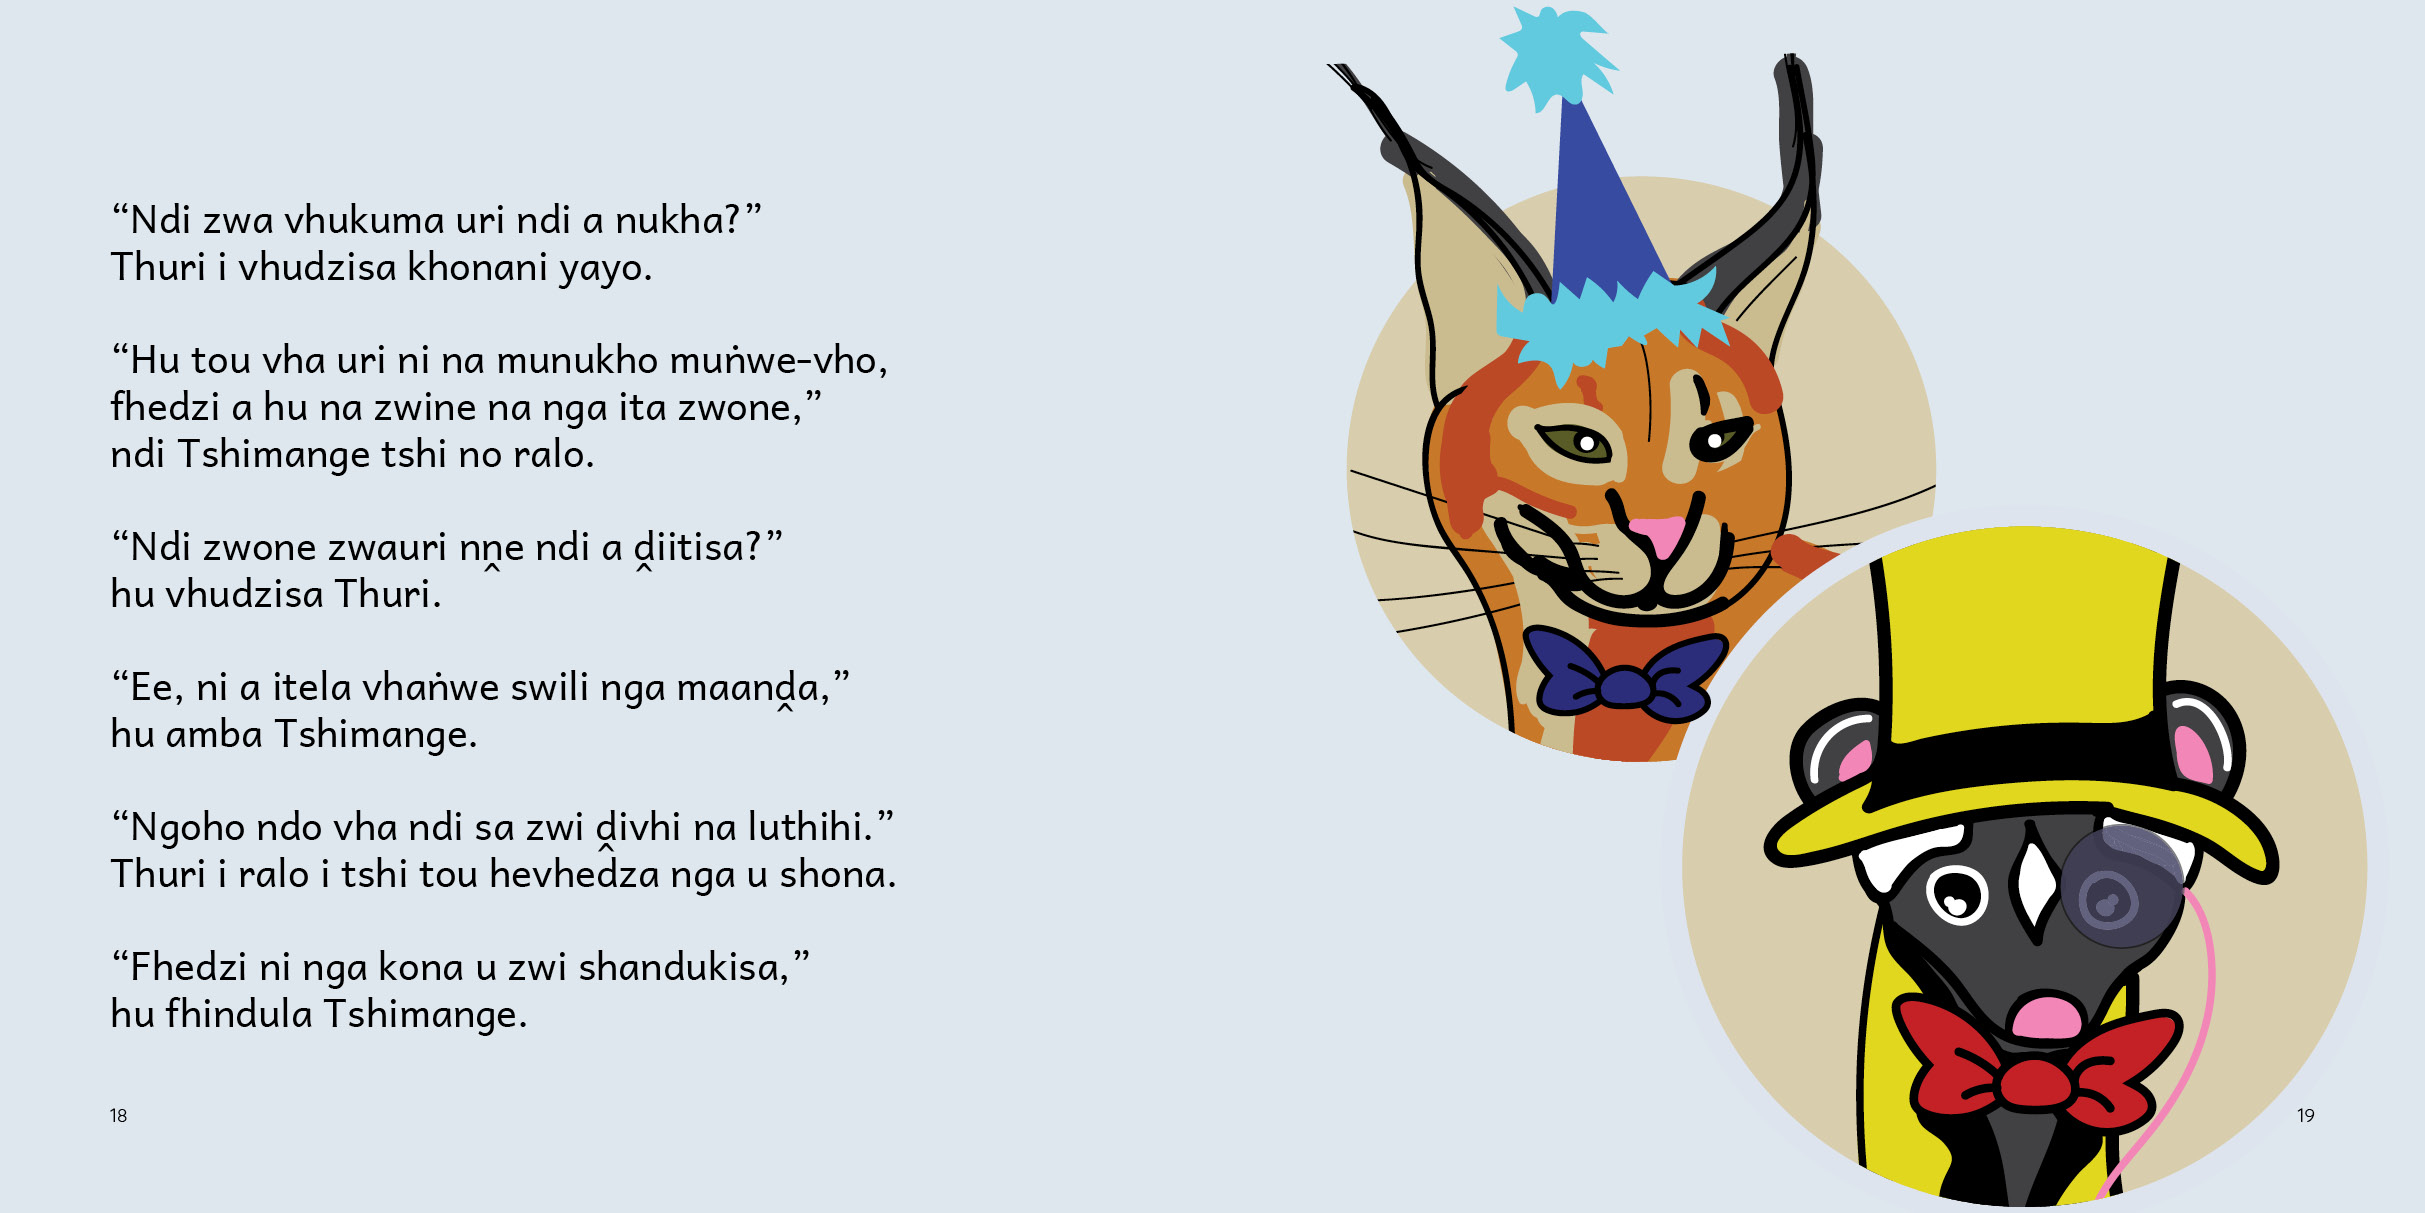 “Ndi zwa vhukuma uri ndi a nukha?”
Thuri i vhudzisa khonani yayo.
“Hu tou vha uri ni na munukho muṅwe-vho,
fhedzi a hu na zwine na nga ita zwone,”
ndi Tshimange tshi no ralo.
“Ndi zwone zwauri nṋe ndi a ḓiitisa?”
hu vhudzisa Thuri.
“Ee, ni a itela vhaṅwe swili nga maanḓa,”
hu amba Tshimange.
“Ngoho ndo vha ndi sa zwi ḓivhi na luthihi.”
Thuri i ralo i tshi tou hevhedza nga u shona.
“Fhedzi ni nga kona u zwi shandukisa,”
hu fhindula Tshimange.
18
19